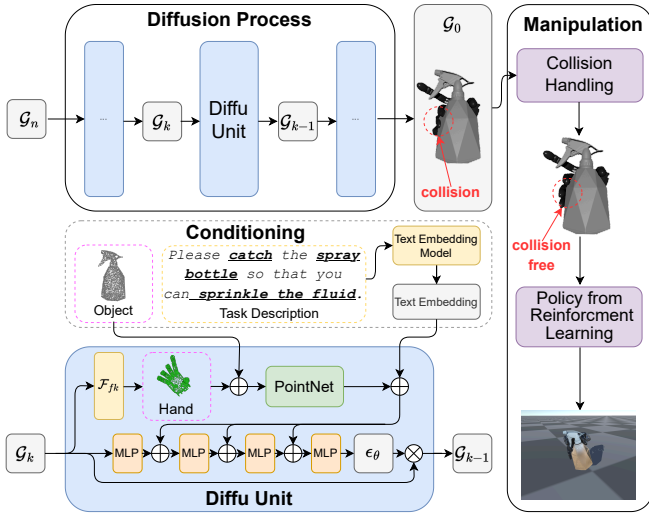 Diffusion Process
𝒢ₙ
...
𝒢ₖ
Diffu
Unit
𝒢ₖ₋₁
...
𝒢₀
collision
Manipulation
Collision
Handling
collision
free
Policy from
Reinforcment
Learning
Conditioning
Object
Please catch the spray
bottle so that you
can sprinkle the fluid.
Task Description
Text Embedding
Model
Text Embedding
ℱ_fk
Hand
PointNet
𝒢ₖ
MLP
MLP
MLP
MLP
ϵ_θ
𝒢ₖ₋₁
Diffu Unit